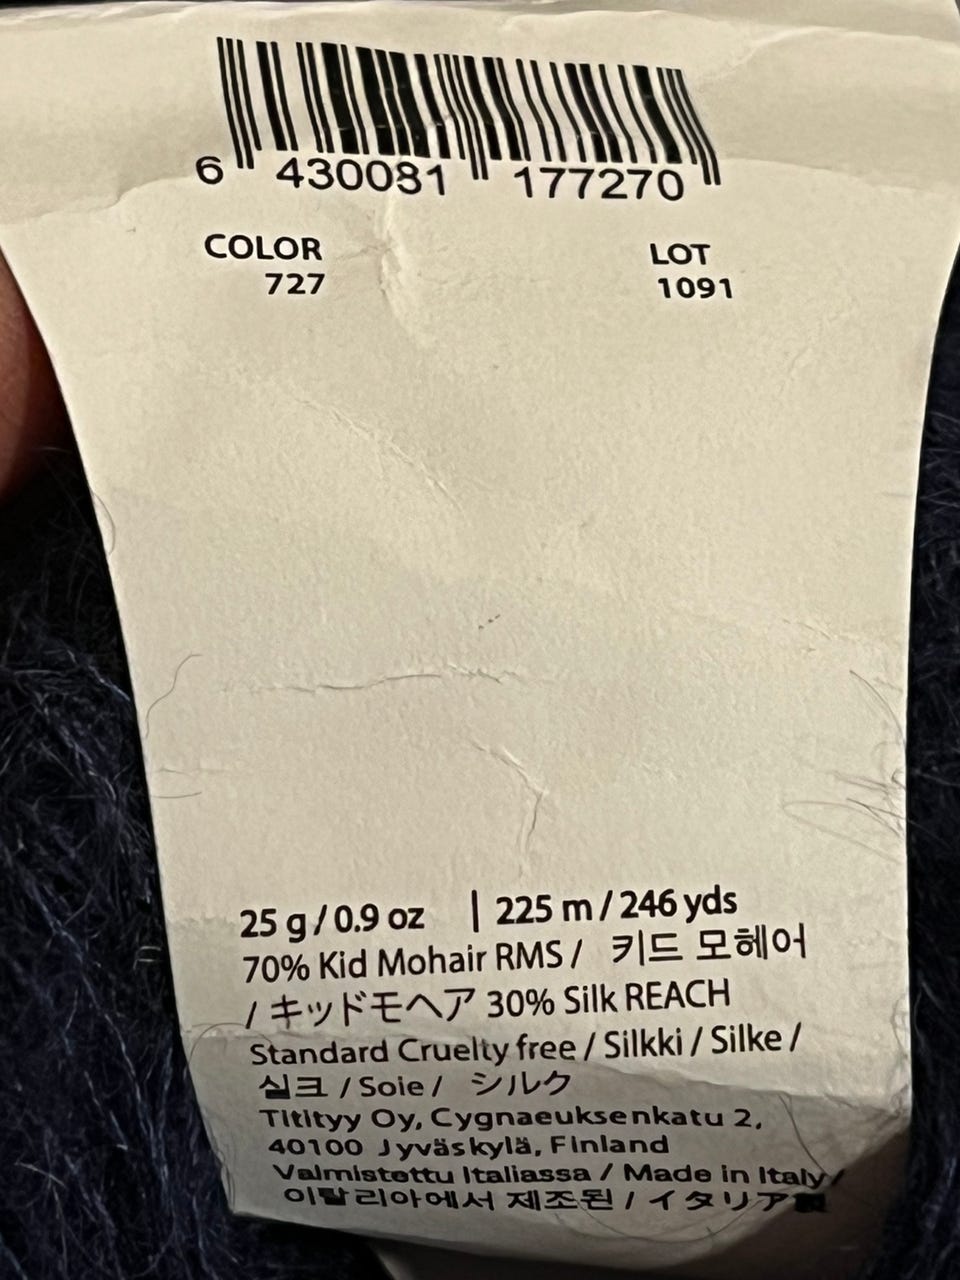 6 430081 177270
COLOR
727
LOT
1091
25 g / 0.9 oz | 225 m / 246 yds
70% Kid Mohair RMS / 키드 모헤어
/ キッドモヘア 30% Silk REACH
Standard Cruelty free / Silkki / Silke /
실크 / Soie / シルク
Titityy Oy, Cygnaeuksenkatu 2,
40100 Jyväskylä, Finland
Valmistettu Italiassa / Made in Italy /
이탈리아에서 제조된 / イタリア製